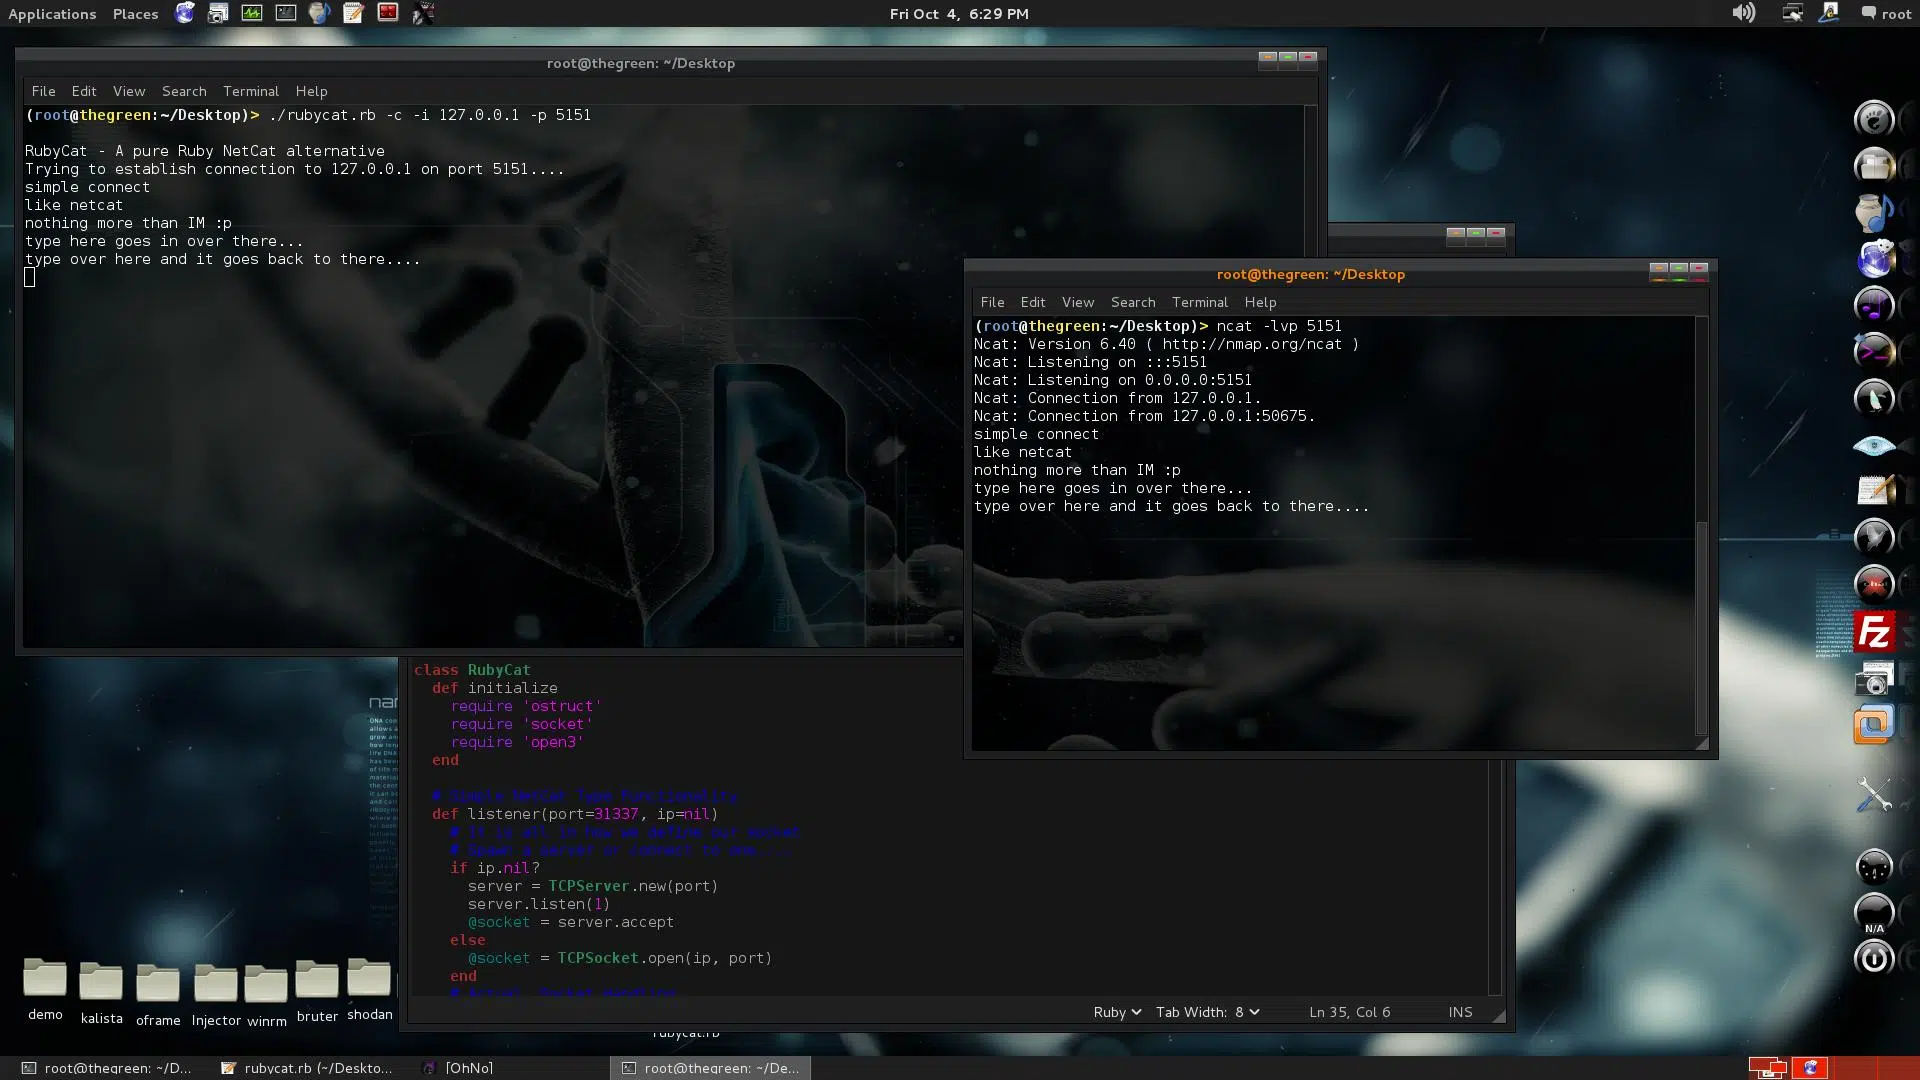 Applications Places Fri Oct 4, 6:29 PM root
root@thegreen: ~/Desktop
File Edit View Search Terminal Help
(root@thegreen:~/Desktop)> ./rubycat.rb -c -i 127.0.0.1 -p 5151
RubyCat - A pure Ruby NetCat alternative
Trying to establish connection to 127.0.0.1 on port 5151....
simple connect
like netcat
nothing more than IM :p
type here goes in over there...
type over here and it goes back to there....
root@thegreen: ~/Desktop
File Edit View Search Terminal Help
(root@thegreen:~/Desktop)> ncat -lvp 5151
Ncat: Version 6.40 ( http://nmap.org/ncat )
Ncat: Listening on :::5151
Ncat: Listening on 0.0.0.0:5151
Ncat: Connection from 127.0.0.1.
Ncat: Connection from 127.0.0.1:50675.
simple connect
like netcat
nothing more than IM :p
type here goes in over there...
type over here and it goes back to there....
class RubyCat
def initialize
require 'ostruct'
require 'socket'
require 'open3'
end
# Simple NetCat Type Functionality
def listener(port=31337, ip=nil)
# It is all in how we define our socket
# Spawn a server or connect to one....
if ip.nil?
server = TCPServer.new(port)
server.listen(1)
@socket = server.accept
else
@socket = TCPSocket.open(ip, port)
end
Ruby Tab Width: 8 Ln 35, Col 6 INS
Fz
N/A
demo
kalista
oframe
Injector
winrm
bruter
shodan
rubycat.rb
root@thegreen: ~/D... rubycat.rb (~/Deskto... [OhNo] root@thegreen: ~/De...